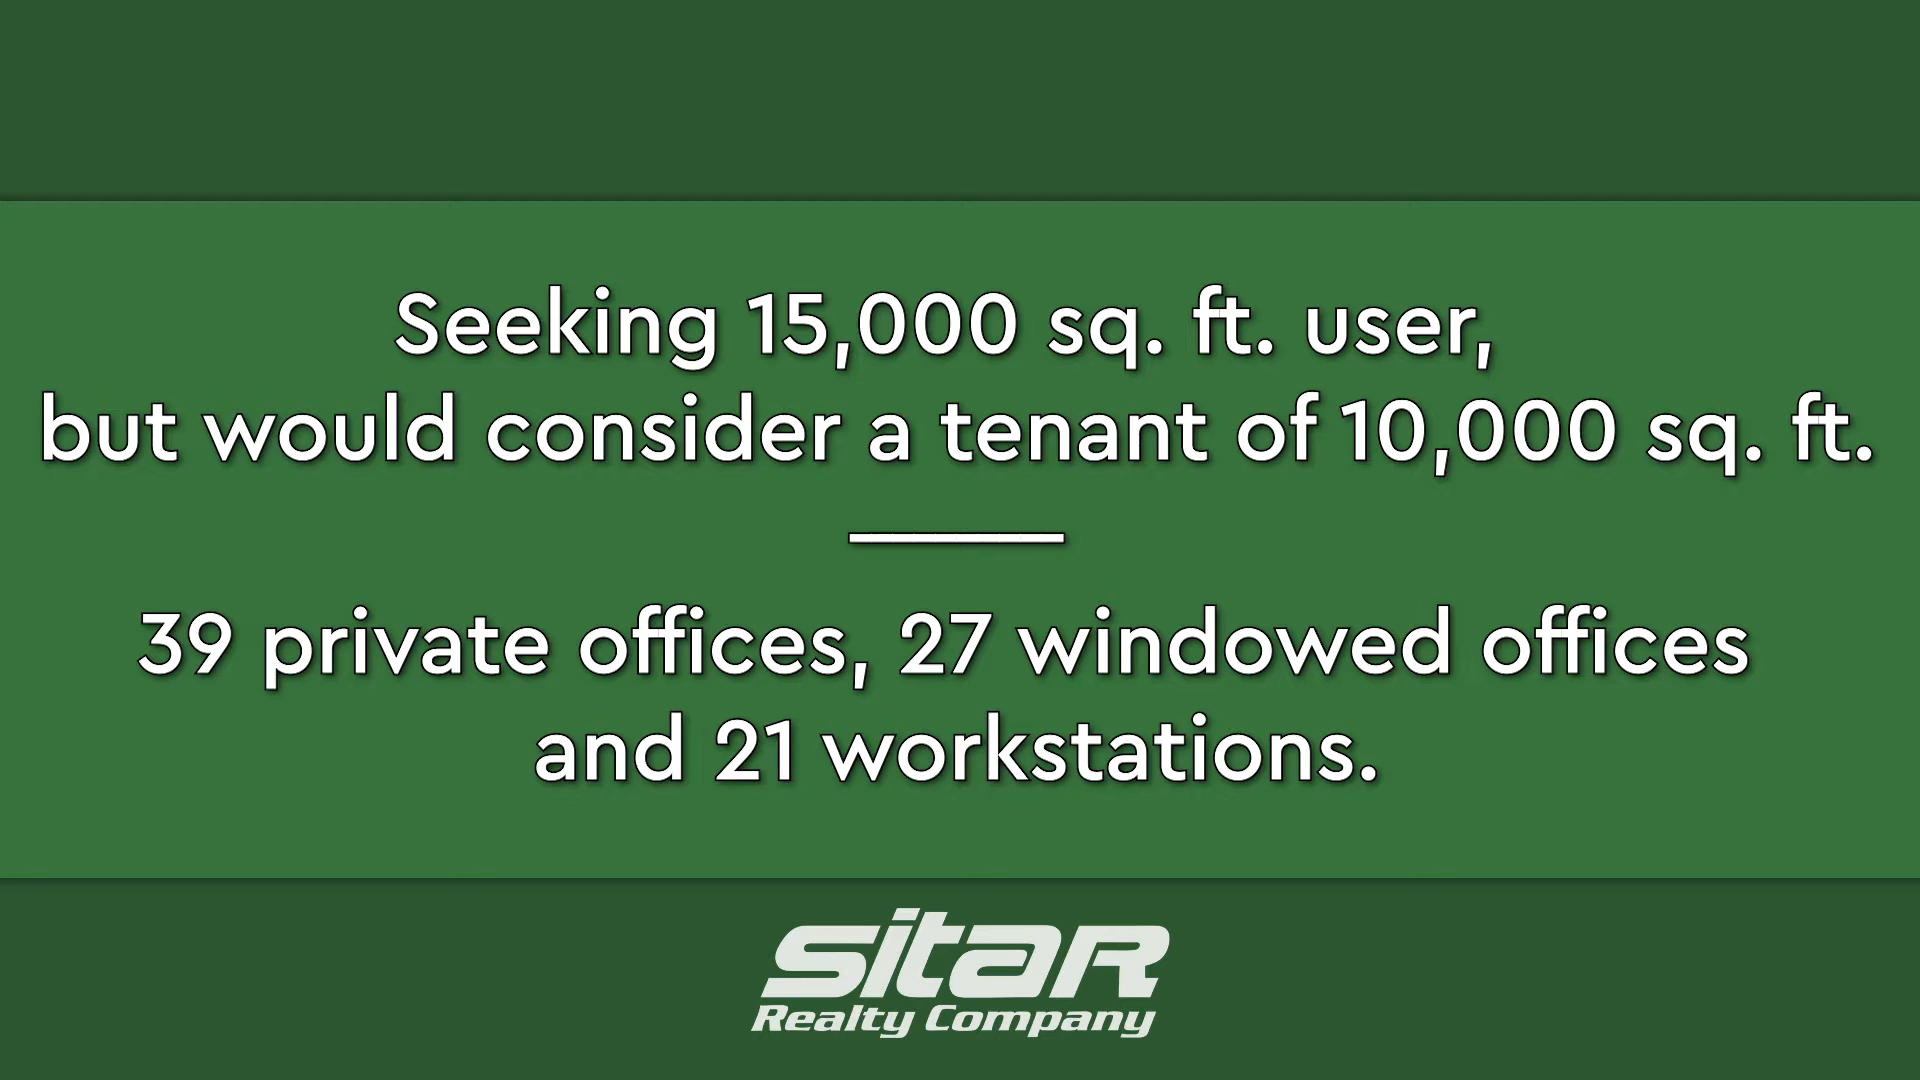 Seeking 15,000 sq. ft. user,
but would consider a tenant of 10,000 sq. ft.
39 private offices, 27 windowed offices
and 21 workstations.
sitaR
Realty Company